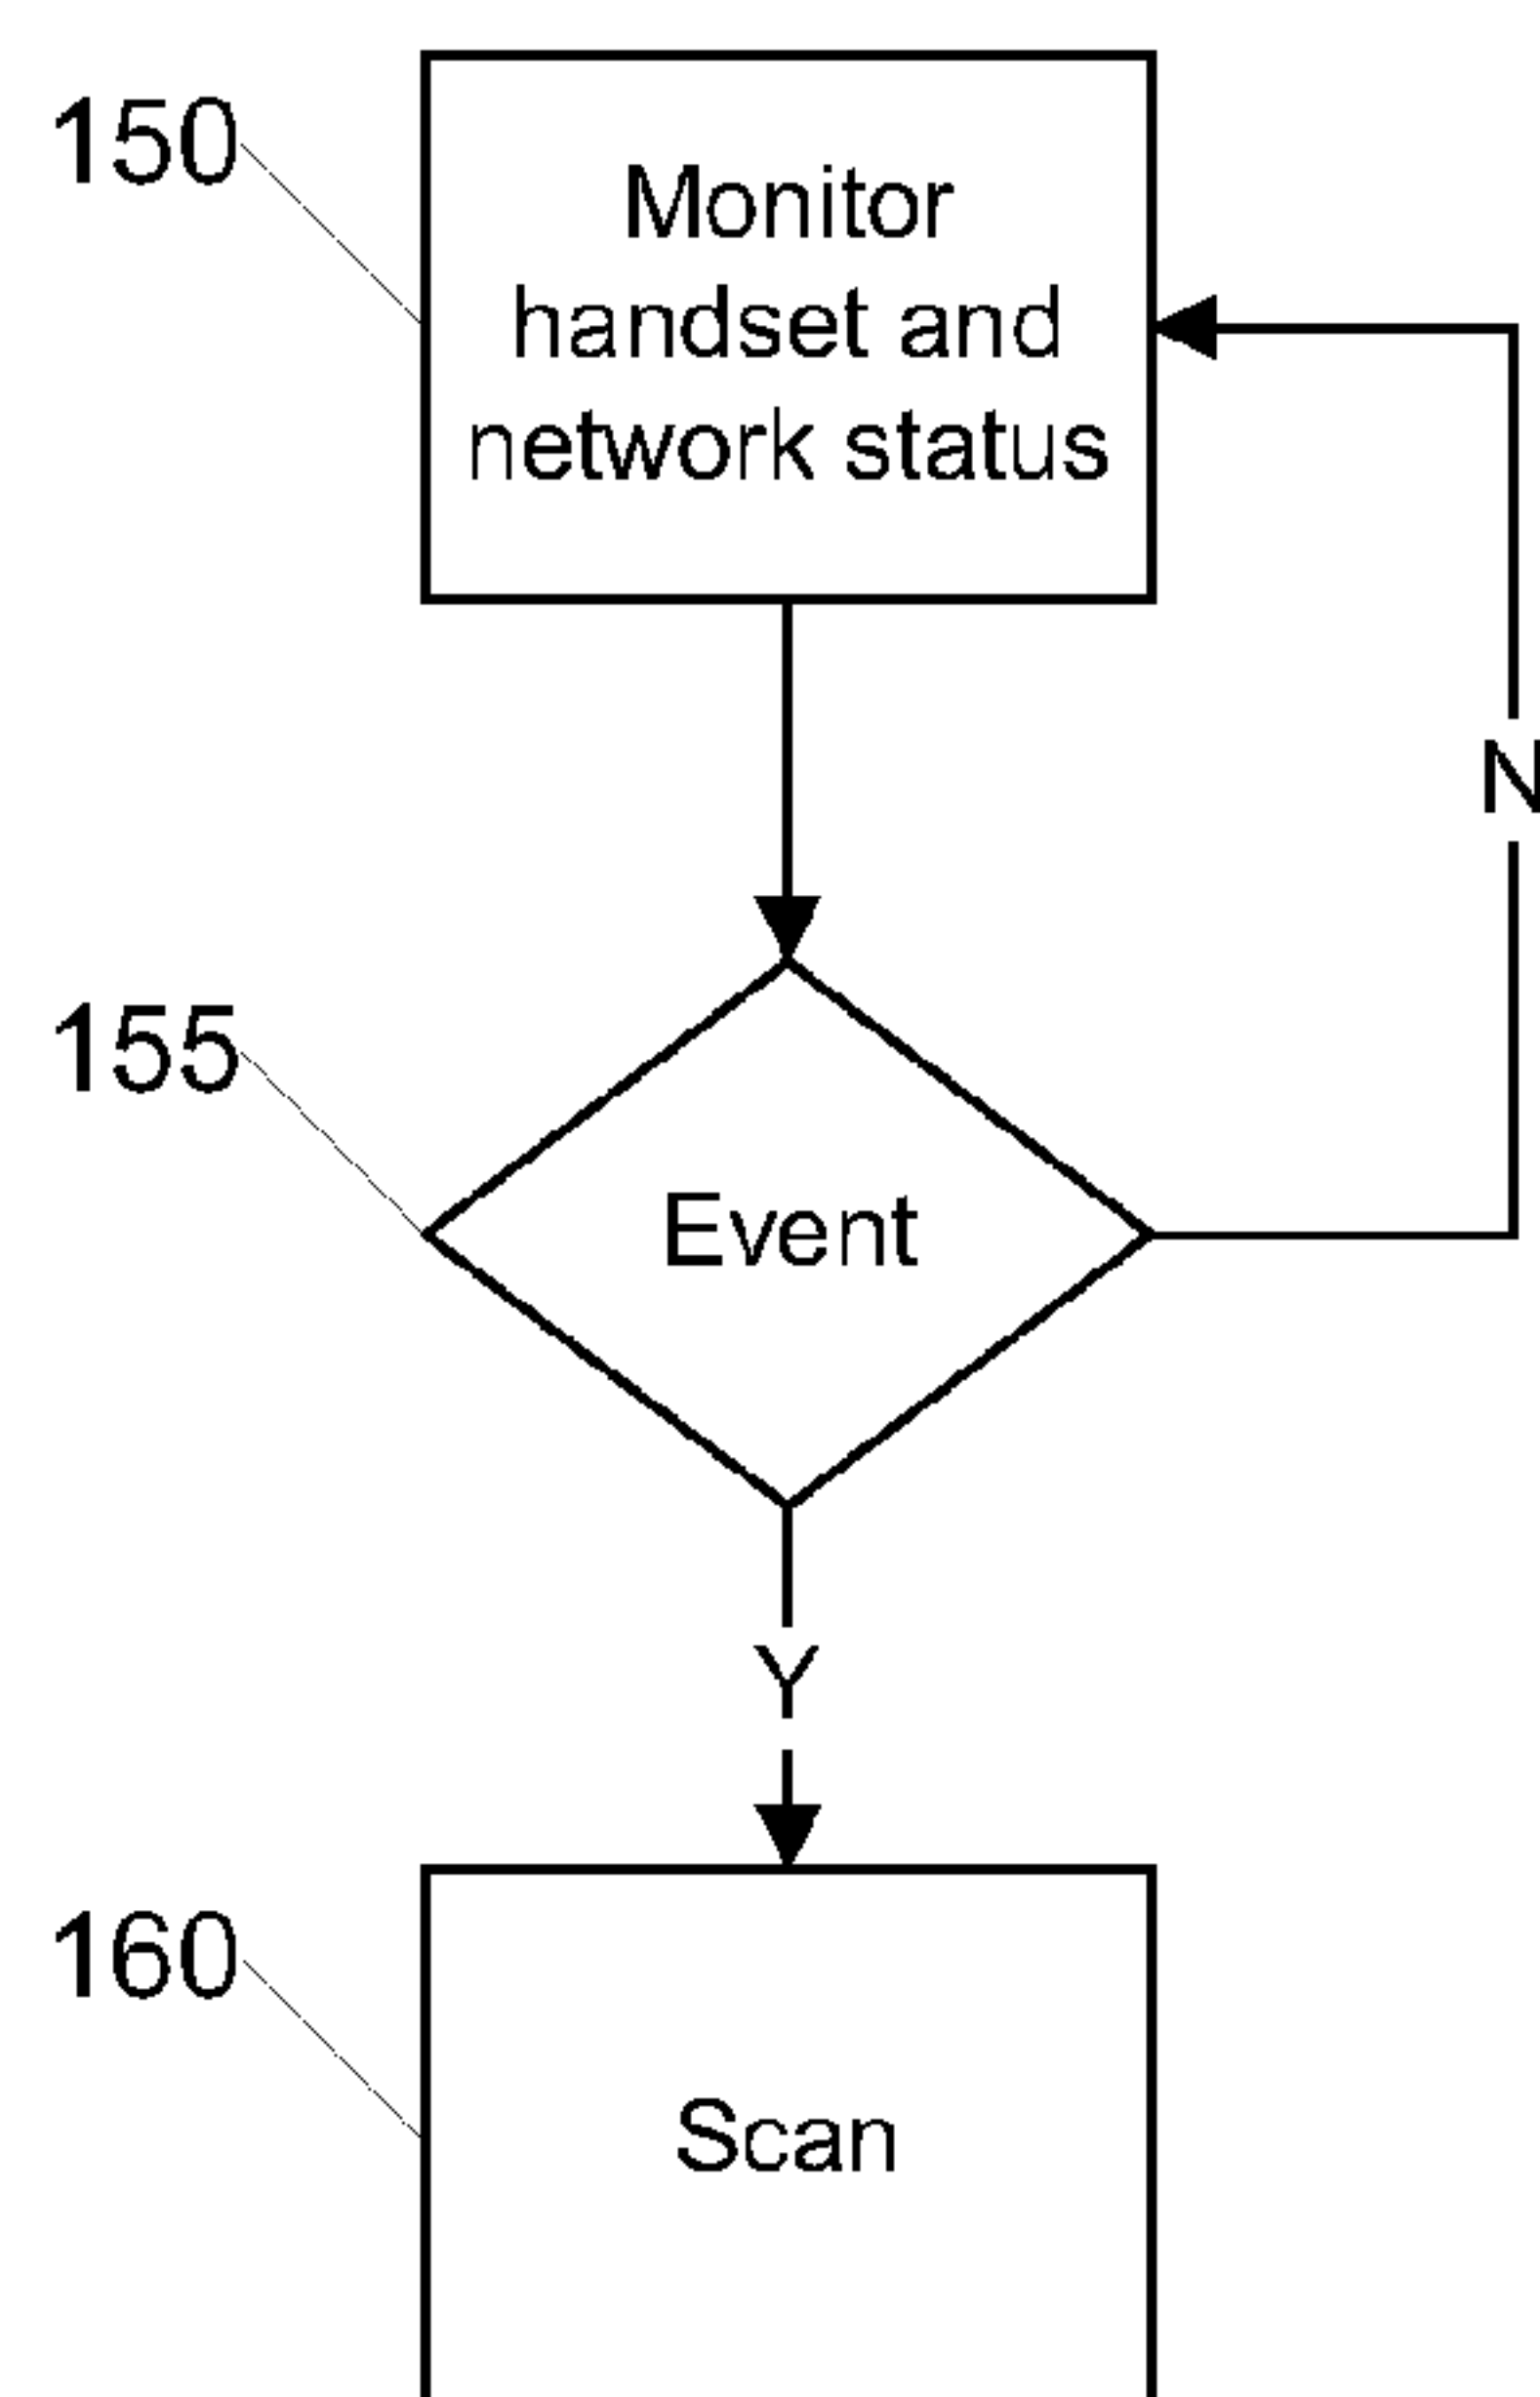 150
Monitor
handset and
network status
N
155
Event
Y
160
Scan